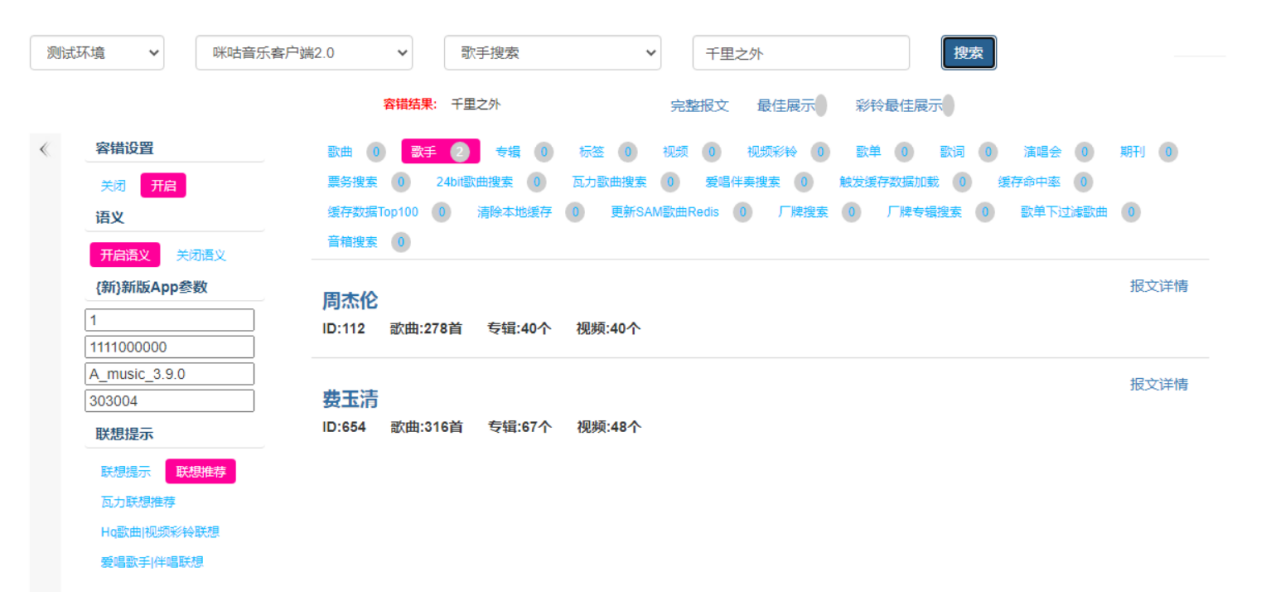 测试环境 咪咕音乐客户端2.0 歌手搜索 千里之外 搜索
容错结果: 千里之外 完整报文 最佳展示 彩铃最佳展示
容错设置
关闭 开启
语义
开启语义 关闭语义
{新}新版App参数
1
1111000000
A_music_3.9.0
303004
联想提示
联想提示 联想推荐
瓦力联想推荐
Hq歌曲|视频彩铃联想
爱唱歌手|伴唱联想
歌曲 0 歌手 2 专辑 0 标签 0 视频 0 视频彩铃 0 歌单 0 歌词 0 演唱会 0 期刊 0
票务搜索 0 24bit歌曲搜索 0 瓦力歌曲搜索 0 爱唱伴奏搜索 0 触发缓存数据加载 0 缓存命中率 0
缓存数据Top100 0 清除本地缓存 0 更新SAM歌曲Redis 0 厂牌搜索 0 厂牌专辑搜索 0 歌单下过滤歌曲 0
音箱搜索 0
周杰伦 报文详情
ID:112 歌曲:278首 专辑:40个 视频:40个
费玉清 报文详情
ID:654 歌曲:316首 专辑:67个 视频:48个